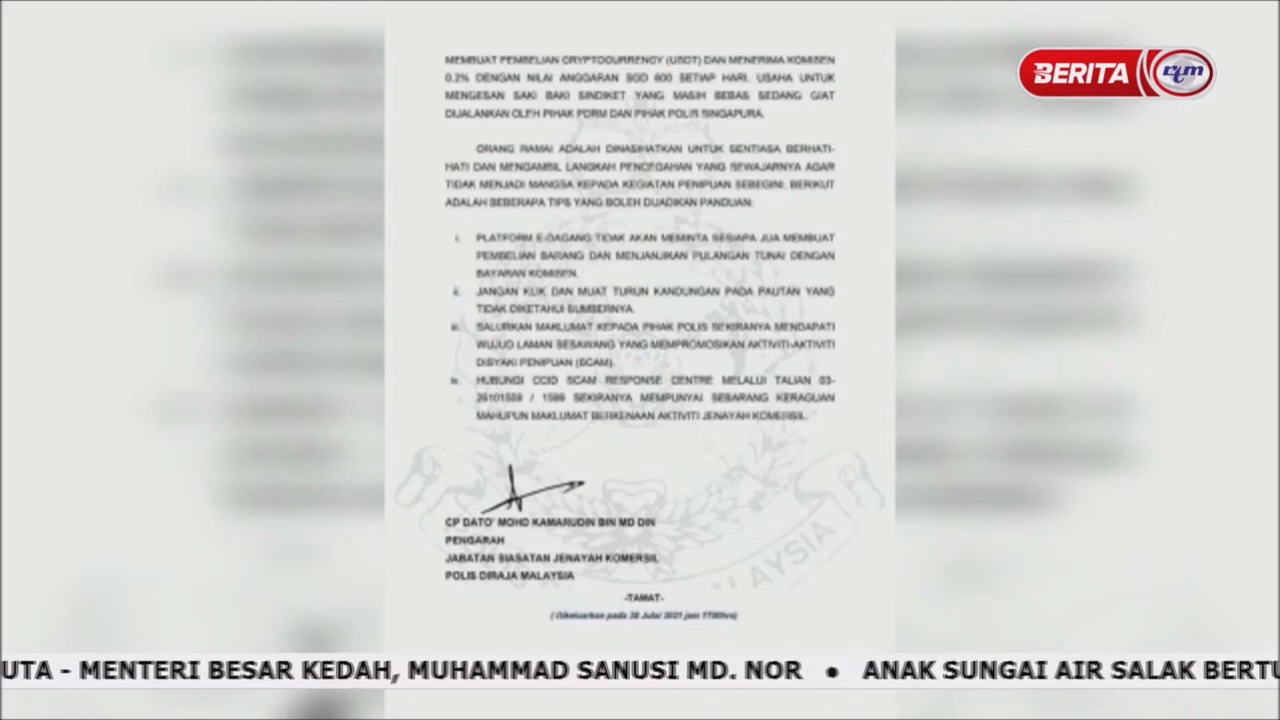 BERITA rtm
MEMBUAT PEMBELIAN CRYPTOCURRENCY (USDT) DAN MENERIMA KOMISEN
0.2% DENGAN NILAI ANGGARAN SGD 600 SETIAP HARI. USAHA UNTUK
MENGESAN SAKI BAKI SINDIKET YANG MASIH BEBAS SEDANG GIAT
DIJALANKAN OLEH PIHAK PDRM DAN PIHAK POLIS SINGAPURA.
ORANG RAMAI ADALAH DINASIHATKAN UNTUK SENTIASA BERHATI-
HATI DAN MENGAMBIL LANGKAH PENCEGAHAN YANG SEWAJARNYA AGAR
TIDAK MENJADI MANGSA KEPADA KEGIATAN PENIPUAN SEBEGINI. BERIKUT
ADALAH BEBERAPA TIPS YANG BOLEH DIJADIKAN PANDUAN:
i. PLATFORM E-DAGANG TIDAK AKAN MEMINTA SESIAPA JUA MEMBUAT
PEMBELIAN BARANG DAN MENJANJIKAN PULANGAN TUNAI DENGAN
BAYARAN KOMISEN.
ii. JANGAN KLIK DAN MUAT TURUN KANDUNGAN PADA PAUTAN YANG
TIDAK DIKETAHUI SUMBERNYA.
iii. SALURKAN MAKLUMAT KEPADA PIHAK POLIS SEKIRANYA MENDAPATI
WUJUD LAMAN SESAWANG YANG MEMPROMOSIKAN AKTIVITI-AKTIVITI
DISYAKI PENIPUAN (SCAM).
iv. HUBUNGI CCID SCAM RESPONSE CENTRE MELALUI TALIAN 03-
26101559 / 1599 SEKIRANYA MEMPUNYAI SEBARANG KERAGUAN
MAHUPUN MAKLUMAT BERKENAAN AKTIVITI JENAYAH KOMERSIL.
CP DATO' MOHD KAMARUDIN BIN MD DIN
PENGARAH
JABATAN SIASATAN JENAYAH KOMERSIL
POLIS DIRAJA MALAYSIA
-TAMAT-
( Dikeluarkan pada 28 Julai 2021 jam 1700hrs)
UTA - MENTERI BESAR KEDAH, MUHAMMAD SANUSI MD. NOR • ANAK SUNGAI AIR SALAK BERTU